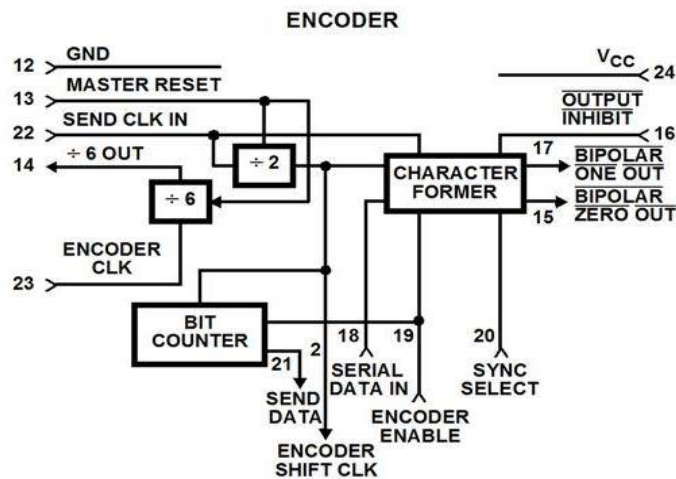 ENCODER
12 GND
VCC 24
13 MASTER RESET
OUTPUT
INHIBIT
16
22 SEND CLK IN
14 ÷ 6 OUT
÷ 2
÷ 6
CHARACTER
FORMER
17 BIPOLAR
ONE OUT
BIPOLAR
15 ZERO OUT
ENCODER
CLK
23
BIT
COUNTER
21
2
18
19
20
SEND
DATA
SERIAL
DATA IN
ENCODER
ENABLE
SYNC
SELECT
ENCODER
SHIFT CLK